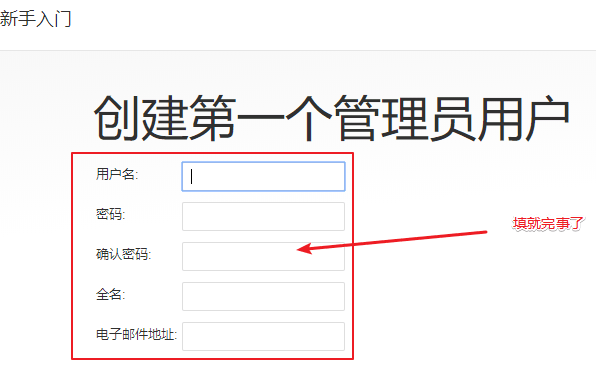 新手入门
创建第一个管理员用户
用户名:
密码:
填就完事了
确认密码:
全名:
电子邮件地址: